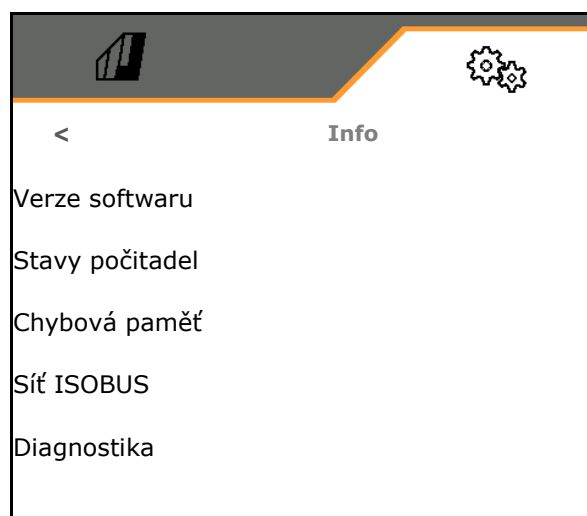 < Info
Verze softwaru
Stavy počitadel
Chybová paměť
Síť ISOBUS
Diagnostika